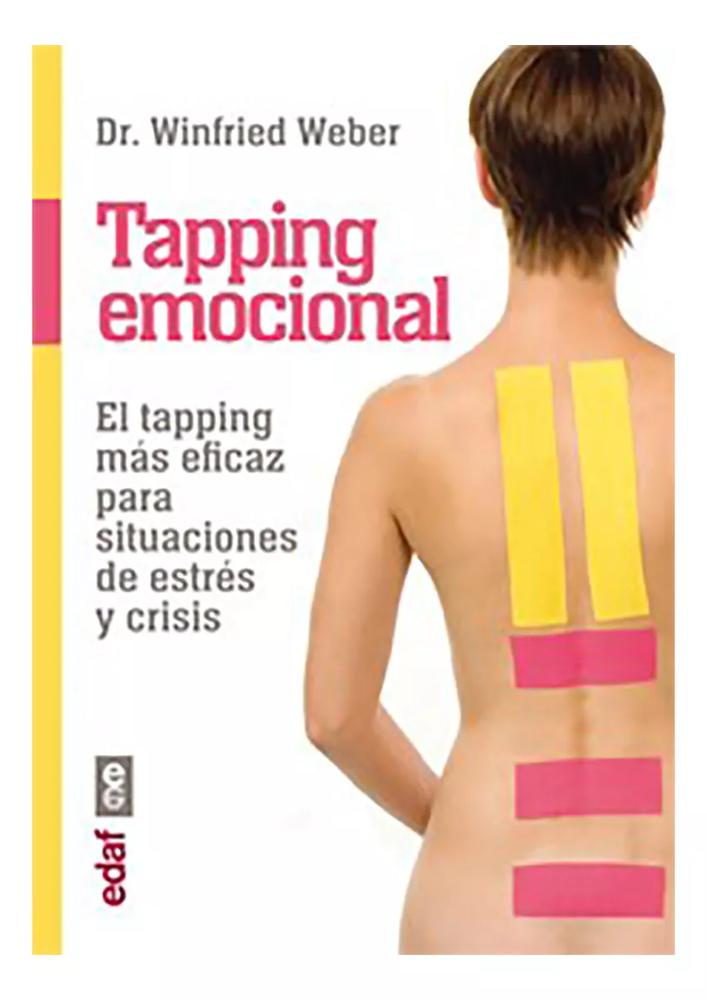 Dr. Winfried Weber
Tapping
emocional
El tapping
más eficaz
para
situaciones
de estrés
y crisis
edaf